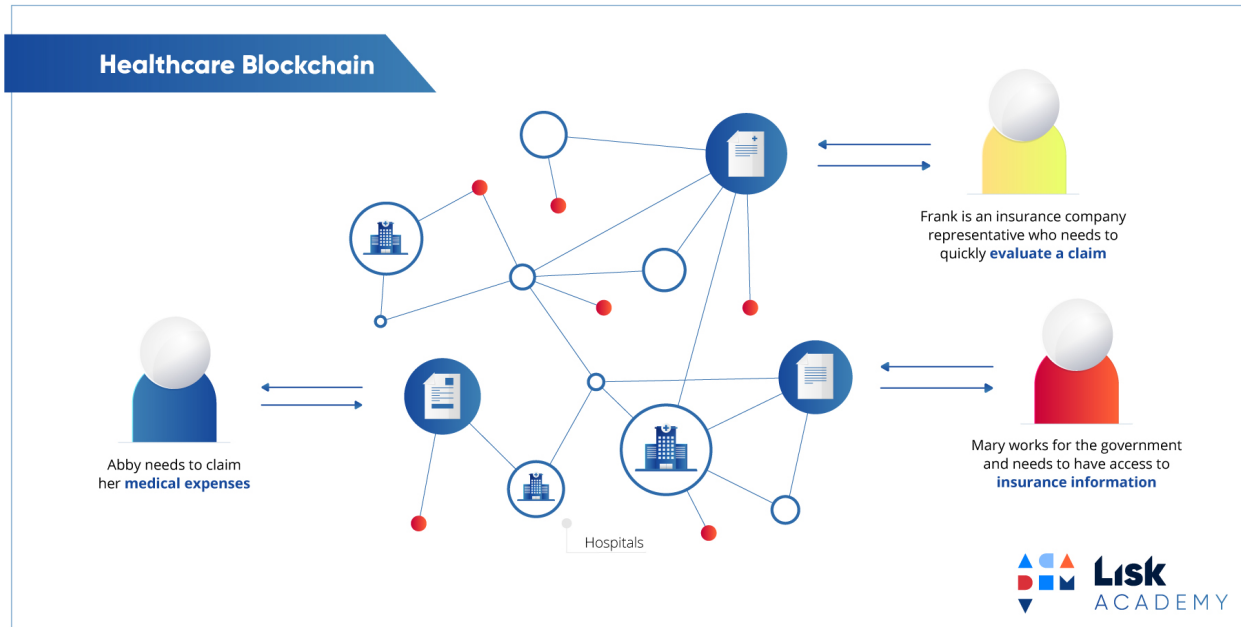 Healthcare Blockchain
Frank is an insurance company
representative who needs to
quickly evaluate a claim
Abby needs to claim
her medical expenses
Mary works for the government
and needs to have access to
insurance information
Hospitals
Lisk
ACADEMY